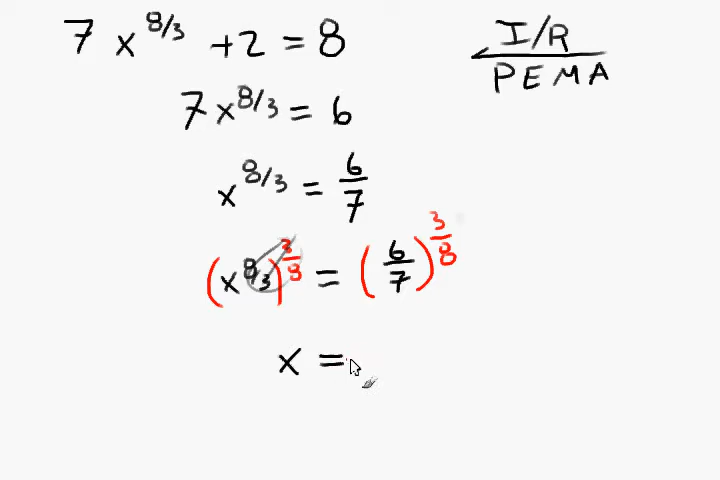 7 x^8/3 + 2 = 8
I/R
PEMA
7x^8/3 = 6
x^8/3 = 6/7
(x^8/3)^3/8 = (6/7)^3/8
x =